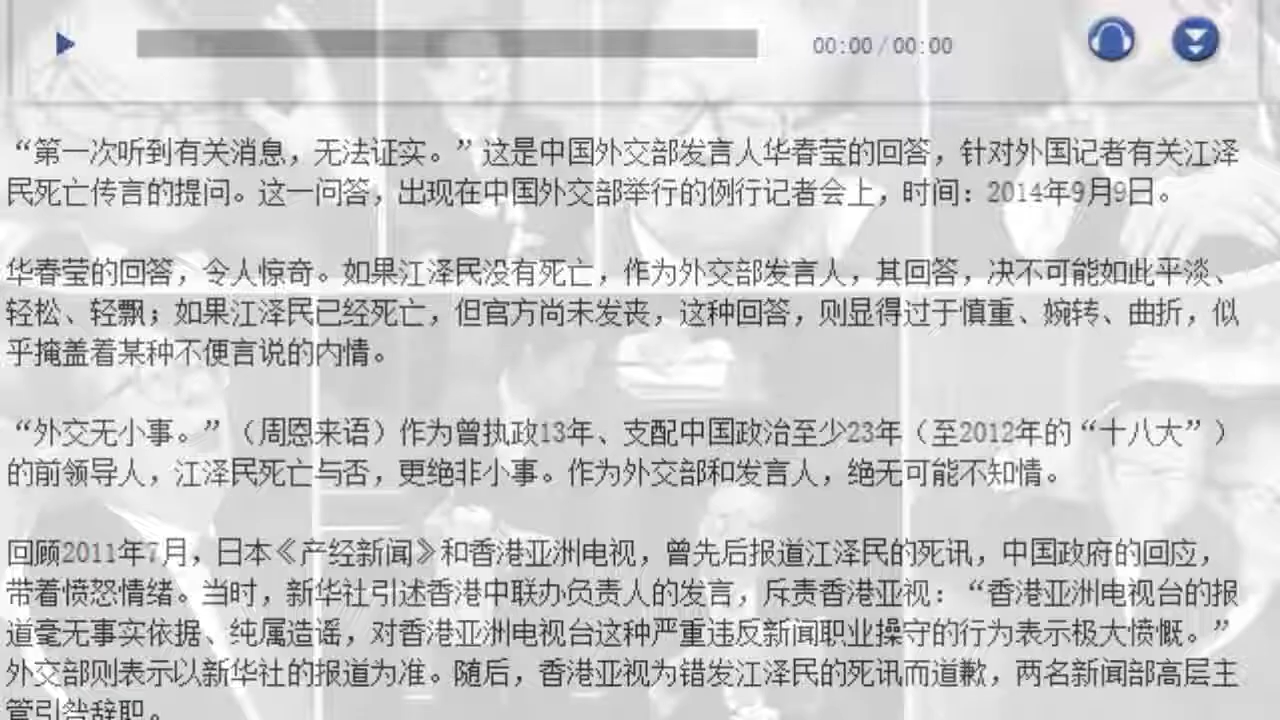 00:00/00:00
“第一次听到有关消息，无法证实。”这是中国外交部发言人华春莹的回答，针对外国记者有关江泽
民死亡传言的提问。这一问答，出现在中国外交部举行的例行记者会上，时间：2014年9月9日。
华春莹的回答，令人惊奇。如果江泽民没有死亡，作为外交部发言人，其回答，决不可能如此平淡、
轻松、轻飘；如果江泽民已经死亡，但官方尚未发丧，这种回答，则显得过于慎重、婉转、曲折，似
乎掩盖着某种不便言说的内情。
“外交无小事。”（周恩来语）作为曾执政13年、支配中国政治至少23年（至2012年的“十八大”）
的前领导人，江泽民死亡与否，更绝非小事。作为外交部和发言人，绝无可能不知情。
回顾2011年7月，日本《产经新闻》和香港亚洲电视，曾先后报道江泽民的死讯，中国政府的回应，
带着愤怒情绪。当时，新华社引述香港中联办负责人的发言，斥责香港亚视：“香港亚洲电视台的报
道毫无事实依据、纯属造谣，对香港亚洲电视台这种严重违反新闻职业操守的行为表示极大愤慨。”
外交部则表示以新华社的报道为准。随后，香港亚视为错发江泽民的死讯而道歉，两名新闻部高层主
管引咎辞职。